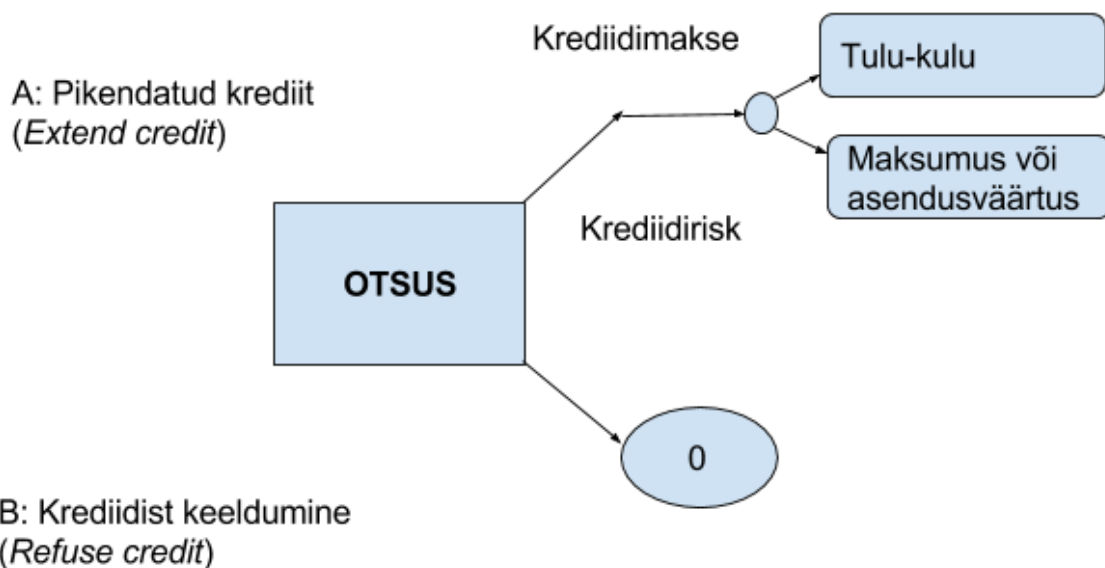 Krediidimakse
Tulu-kulu
A: Pikendatud krediit
(Extend credit)
Maksumus või
asendusväärtus
Krediidirisk
OTSUS
0
B: Krediidist keeldumine
(Refuse credit)